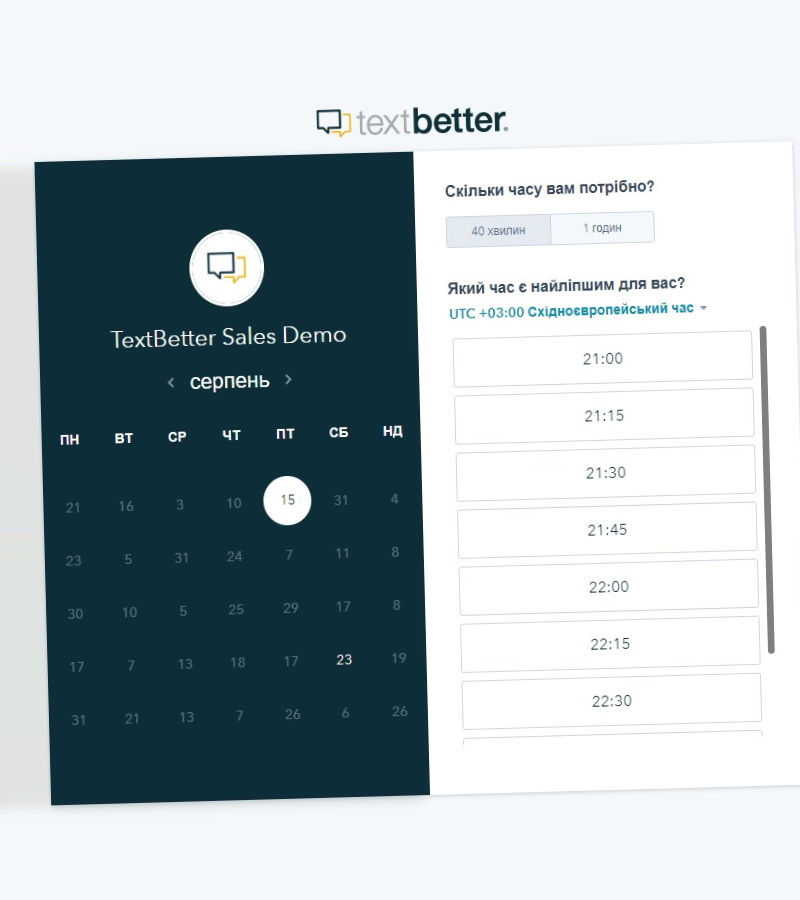 textbetter.
TextBetter Sales Demo
серпень
ПН ВТ СР ЧТ ПТ СБ НД
21 16 3 10 15 31 4
23 5 31 24 7 11 8
30 10 5 25 29 17 8
17 7 13 18 17 23 19
31 21 13 7 26 6 26
Скільки часу вам потрібно?
40 хвилин 1 годин
Який час є найліпшим для вас?
UTC +03:00 Східноєвропейський час
21:00
21:15
21:30
21:45
22:00
22:15
22:30